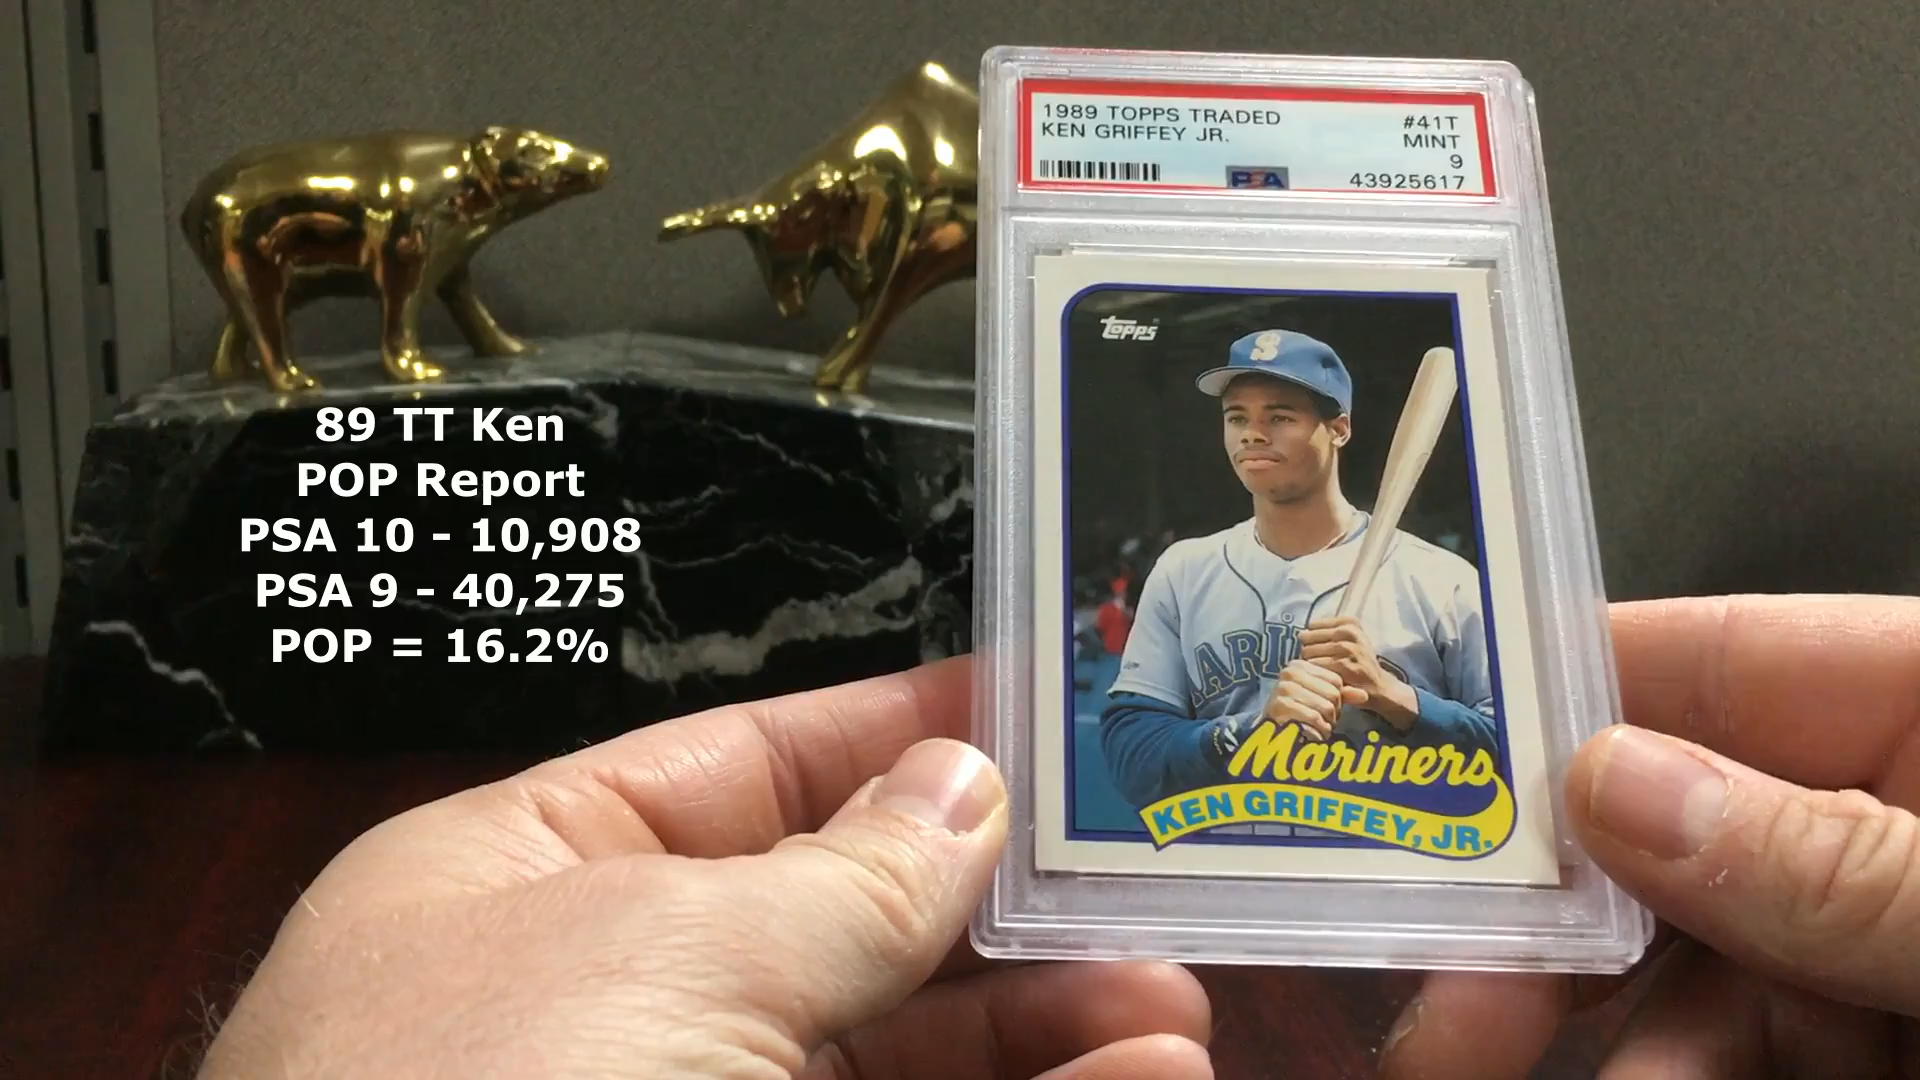 89 TT Ken
POP Report
PSA 10 - 10,908
PSA 9 - 40,275
POP = 16.2%
1989 TOPPS TRADED
KEN GRIFFEY JR.
#41T
MINT
9
PSA
43925617
Topps
S
ARI
Mariners
KEN GRIFFEY, JR.